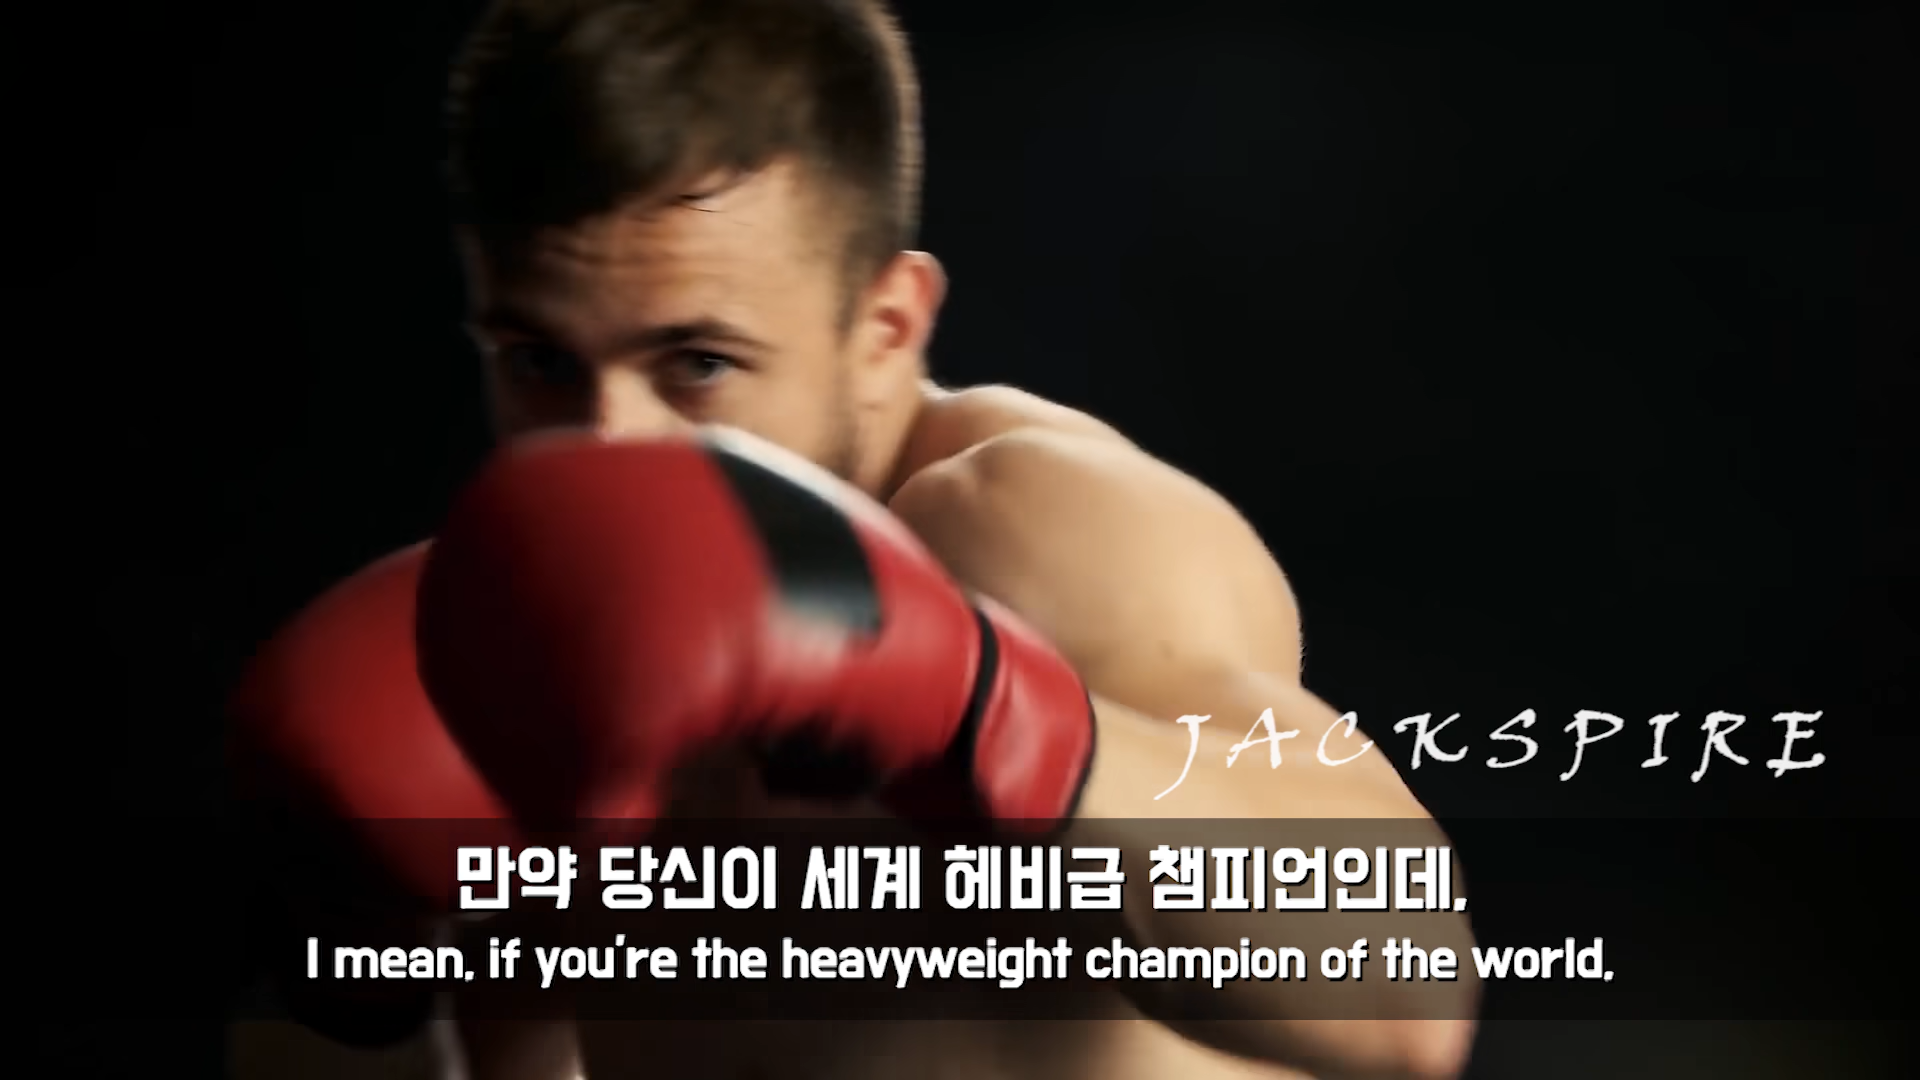 JACKSPIRE
만약 당신이 세계 헤비급 챔피언인데,
I mean, if you're the heavyweight champion of the world,